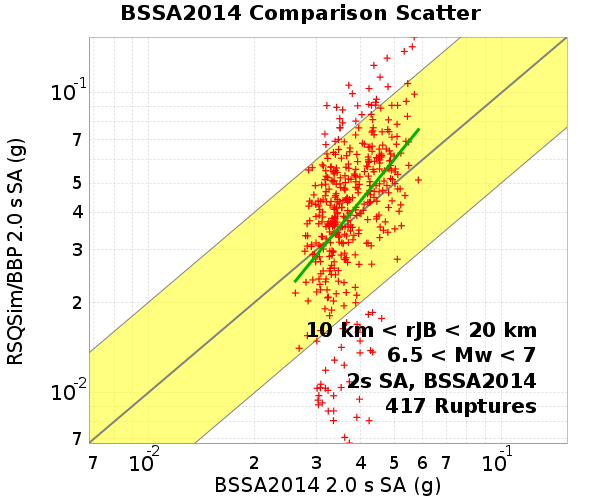 BSSA2014 Comparison Scatter
RSQSim/BBP 2.0 s SA (g)
10-1
7
5
4
3
2
10-2
7
10 km < rJB < 20 km
6.5 < Mw < 7
2s SA, BSSA2014
417 Ruptures
7 10-2 2 3 4 5 6 7 10-1
BSSA2014 2.0 s SA (g)